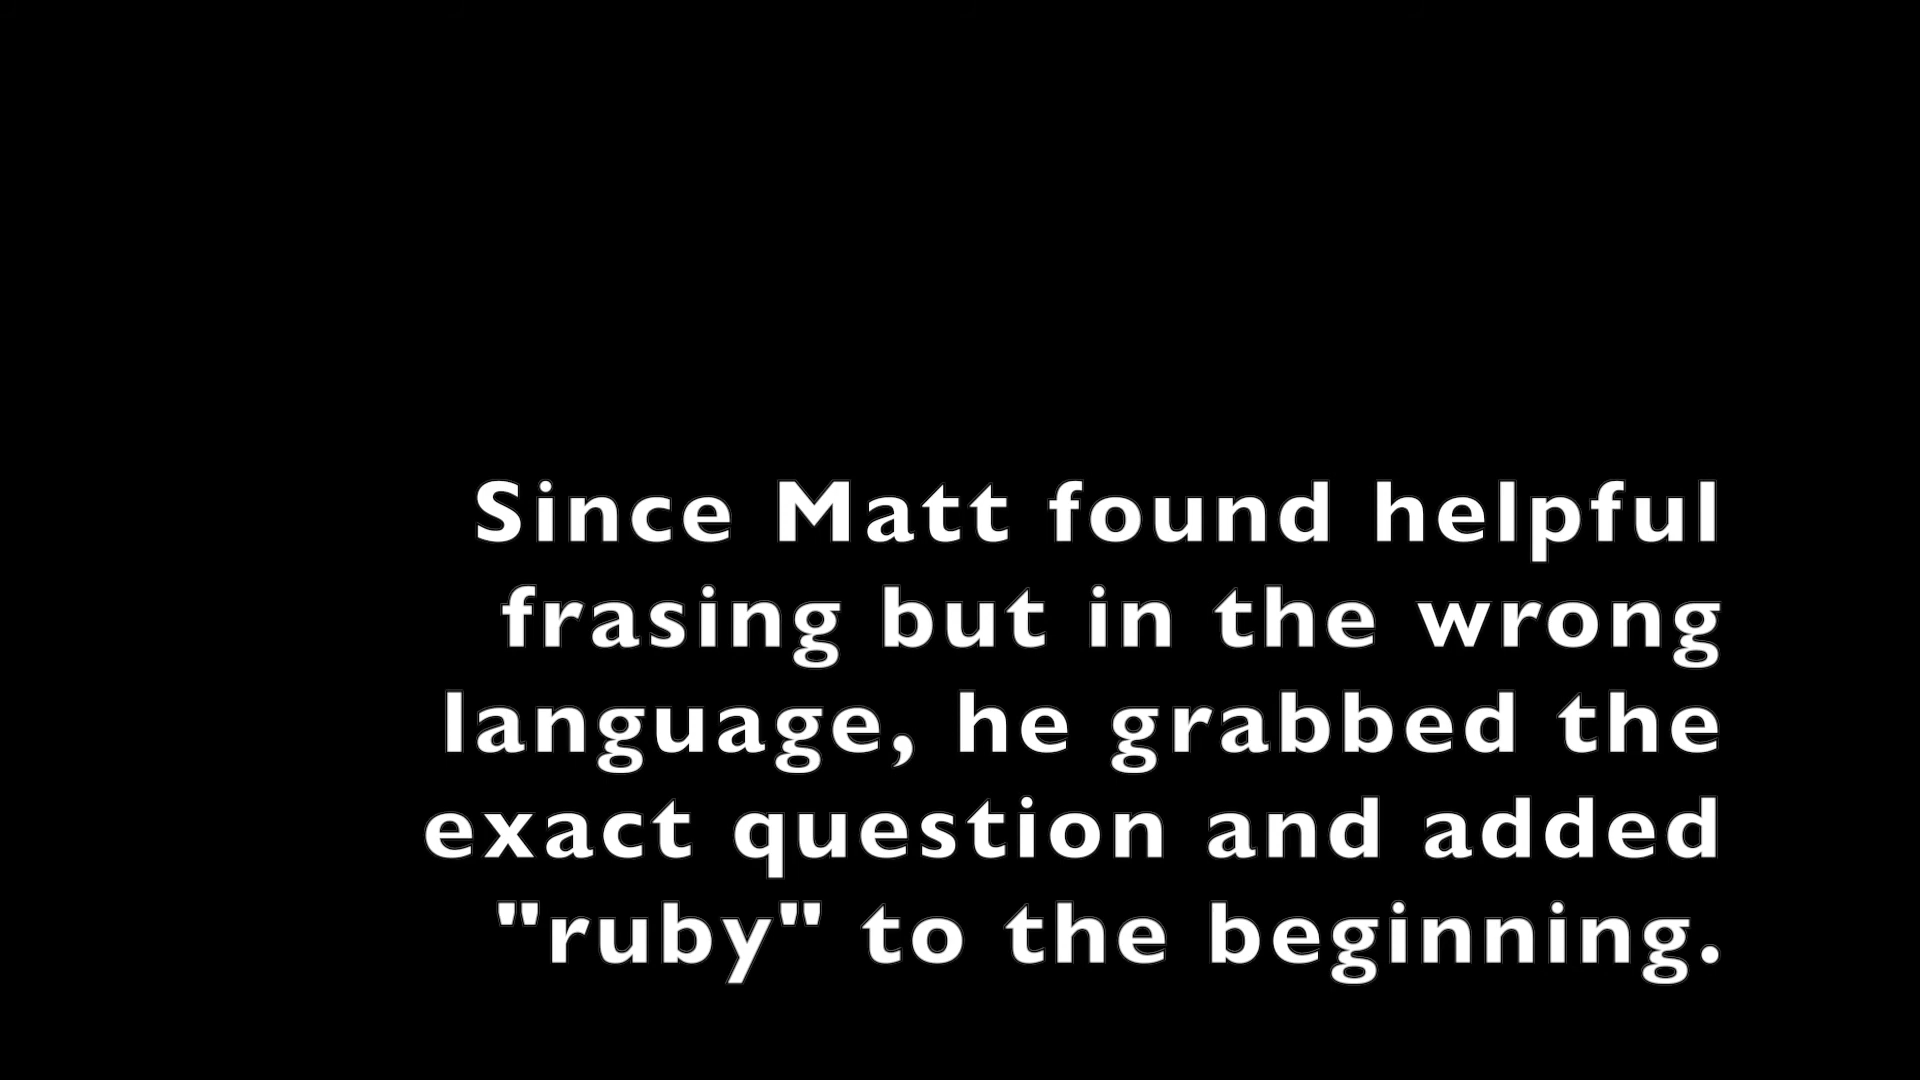 Since Matt found helpful
frasing but in the wrong
language, he grabbed the
exact question and added
"ruby" to the beginning.